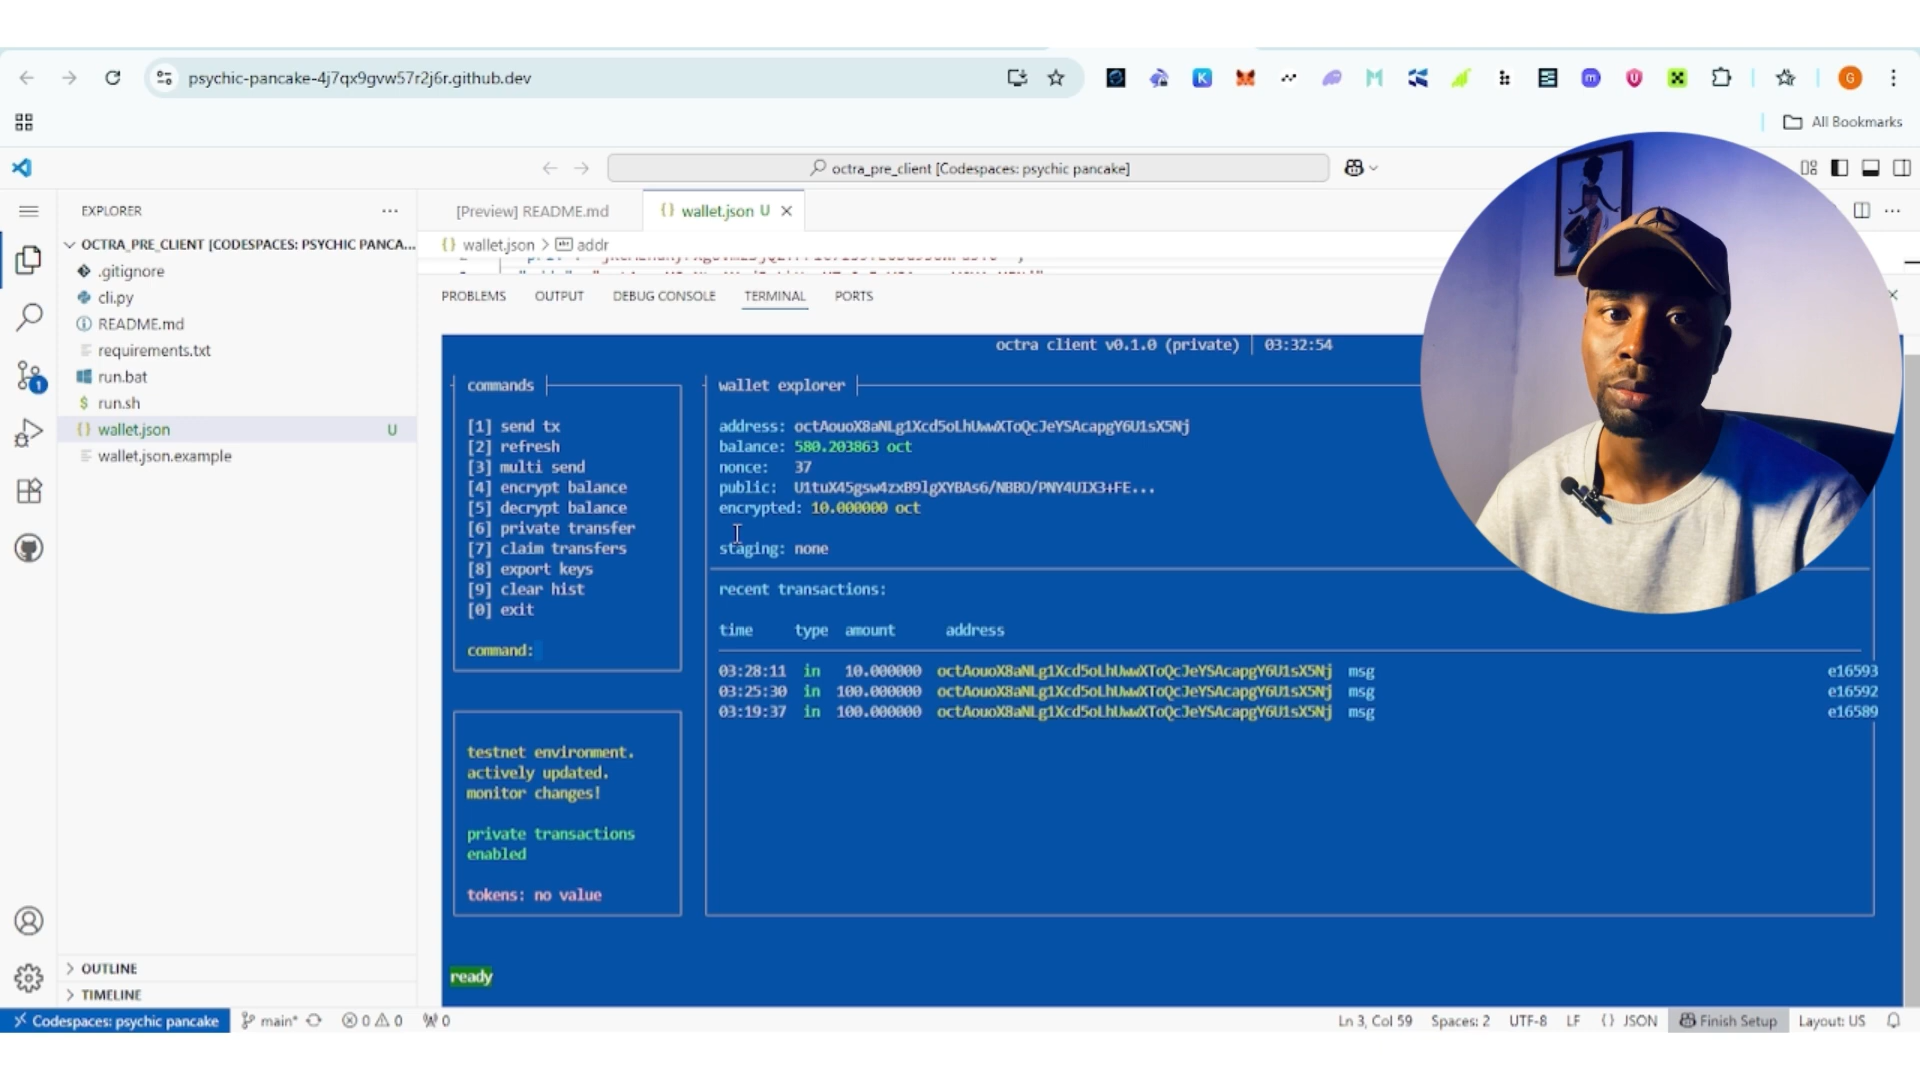 psychic-pancake-4j7qx9gvw57r2j6r.github.dev
G
All Bookmarks
octra_pre_client [Codespaces: psychic pancake]
EXPLORER
[Preview] README.md
{} wallet.json U
OCTRA_PRE_CLIENT [CODESPACES: PSYCHIC PANCA...
{} wallet.json > addr
.gitignore
cli.py
README.md
requirements.txt
run.bat
$ run.sh
{} wallet.json U
wallet.json.example
1
OUTLINE
TIMELINE
PROBLEMS OUTPUT DEBUG CONSOLE TERMINAL PORTS
octra client v0.1.0 (private) | 03:32:54
commands
[1] send tx
[2] refresh
[3] multi send
[4] encrypt balance
[5] decrypt balance
[6] private transfer
[7] claim transfers
[8] export keys
[9] clear hist
[0] exit
command:
testnet environment.
actively updated.
monitor changes!
private transactions
enabled
tokens: no value
wallet explorer
address: octAouoX8aNLg1Xcd5oLhUwwXToQcJeYSAcapgY6U1sX5Nj
balance: 580.203863 oct
nonce: 37
public: U1tuX45gsw4zxB9lgXYBAs6/NBBO/PNY4UIX3+FE...
encrypted: 10.000000 oct
staging: none
recent transactions:
time type amount address
03:28:11 in 10.000000 octAouoX8aNLg1Xcd5oLhUwwXToQcJeYSAcapgY6U1sX5Nj msg e16593
03:25:30 in 100.000000 octAouoX8aNLg1Xcd5oLhUwwXToQcJeYSAcapgY6U1sX5Nj msg e16592
03:19:37 in 100.000000 octAouoX8aNLg1Xcd5oLhUwwXToQcJeYSAcapgY6U1sX5Nj msg e16589
ready
Codespaces: psychic pancake main* 0 0 0 Ln 3, Col 59 Spaces: 2 UTF-8 LF {} JSON Finish Setup Layout: US